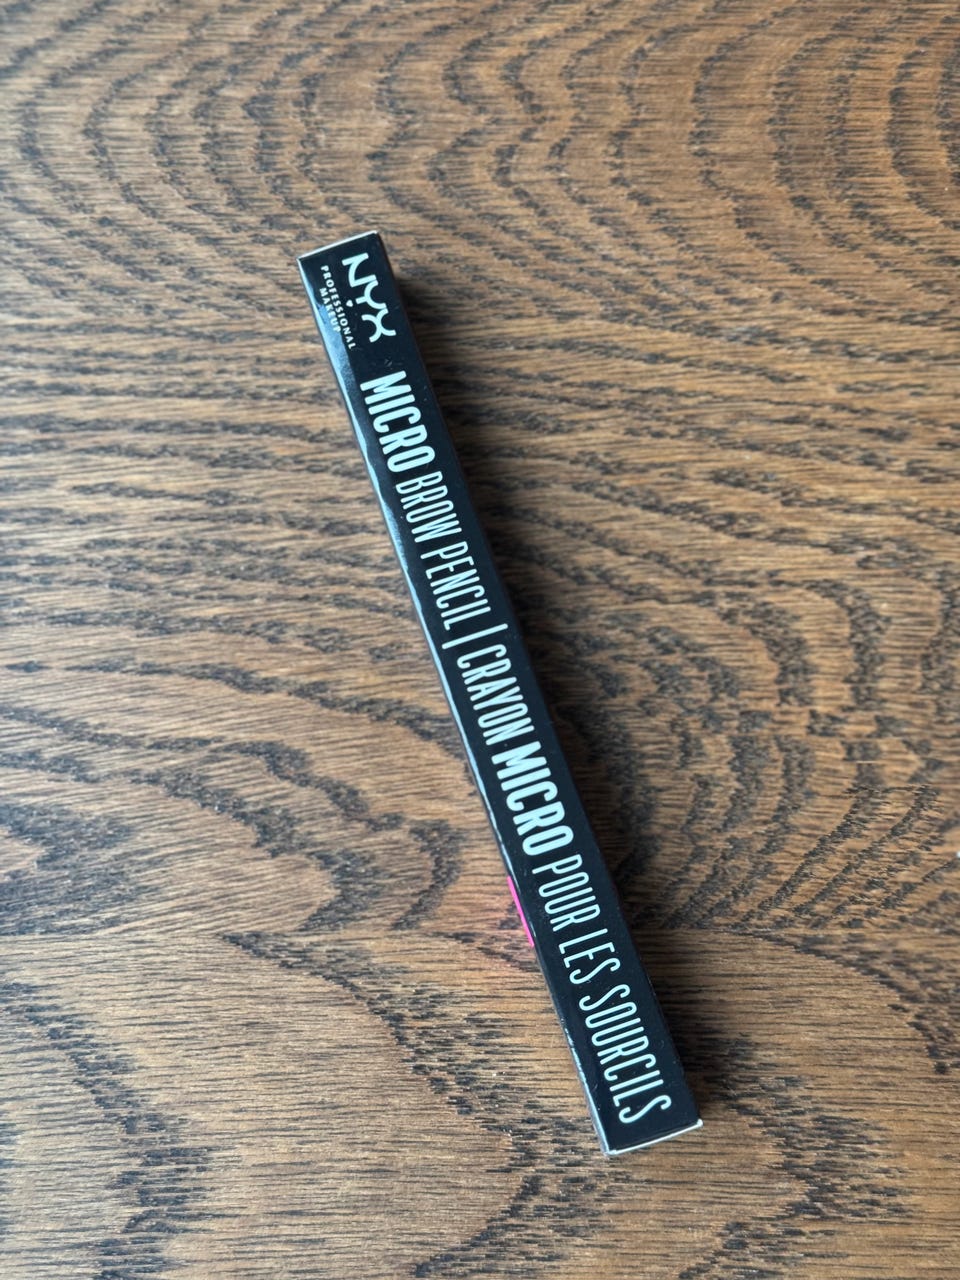 NYX
PROFESSIONAL
MAKEUP
MICRO BROW PENCIL | CRAYON MICRO POUR LES SOURCILS